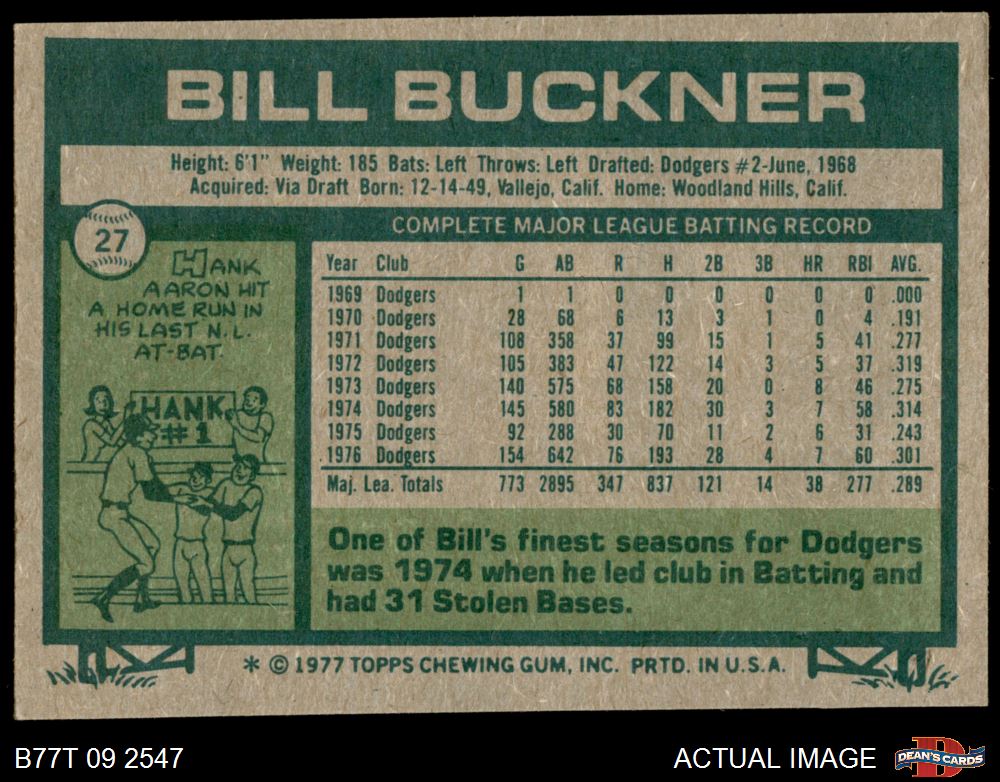 BILL BUCKNER
Height: 6'1" Weight: 185 Bats: Left Throws: Left Drafted: Dodgers #2-June, 1968
Acquired: Via Draft Born: 12-14-49, Vallejo, Calif. Home: Woodland Hills, Calif.
27
HANK
AARON HIT
A HOME RUN IN
HIS LAST N.L.
AT-BAT.
HANK
#1
COMPLETE MAJOR LEAGUE BATTING RECORD
Year Club G AB R H 2B 3B HR RBI AVG.
1969 Dodgers 1 1 0 0 0 0 0 0 .000
1970 Dodgers 28 68 6 13 3 1 0 4 .191
1971 Dodgers 108 358 37 99 15 1 5 41 .277
1972 Dodgers 105 383 47 122 14 3 5 37 .319
1973 Dodgers 140 575 68 158 20 0 8 46 .275
1974 Dodgers 145 580 83 182 30 3 7 58 .314
1975 Dodgers 92 288 30 70 11 2 6 31 .243
1976 Dodgers 154 642 76 193 28 4 7 60 .301
Maj. Lea. Totals 773 2895 347 837 121 14 38 277 .289
One of Bill's finest seasons for Dodgers
was 1974 when he led club in Batting and
had 31 Stolen Bases.
* © 1977 TOPPS CHEWING GUM, INC. PRTD. IN U.S.A.
B77T 09 2547
ACTUAL IMAGE
D
DEAN'S CARDS